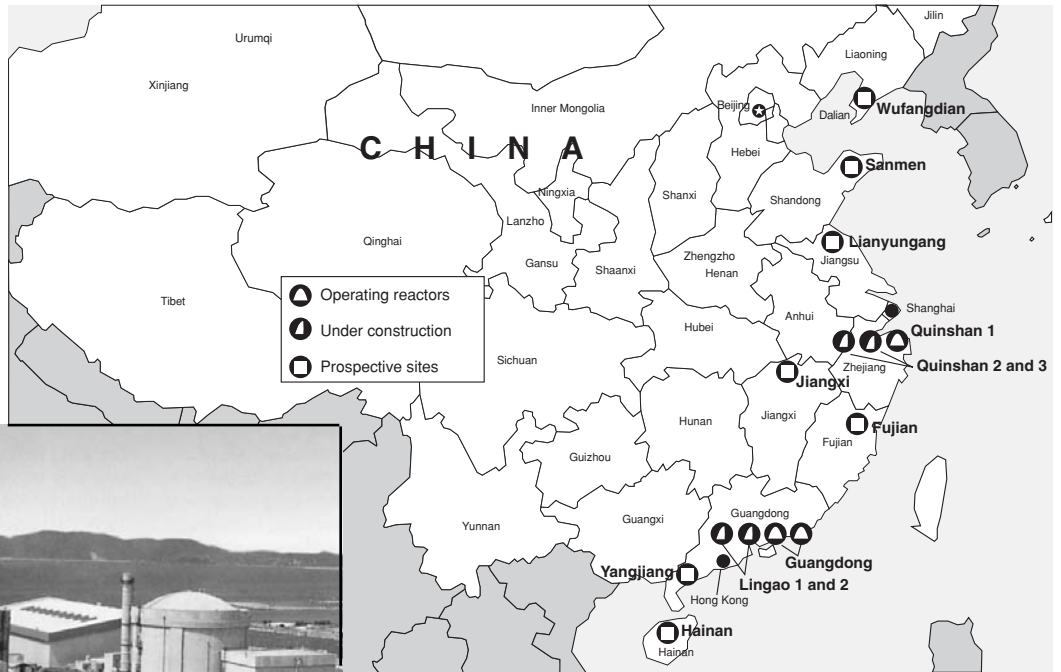 Jilin
Urumqi
Liaoning
Xinjiang
Inner Mongolia
Beijing
Dalian
Wufangdian
CHINA
Hebei
Sanmen
Ningxia
Shanxi
Shandong
Lanzho
Qinghai
Lianyungang
Gansu
Shaanxi
Zhengzho
Henan
Jiangsu
Tibet
Operating reactors
Under construction
Prospective sites
Shanghai
Anhui
Hubei
Quinshan 1
Sichuan
Zhejiang
Quinshan 2 and 3
Jiangxi
Hunan
Jiangxi
Fujian
Fujian
Guizhou
Yunnan
Guangxi
Guangdong
Guangdong
Yangjiang
Lingao 1 and 2
Hong Kong
Hainan
Hainan